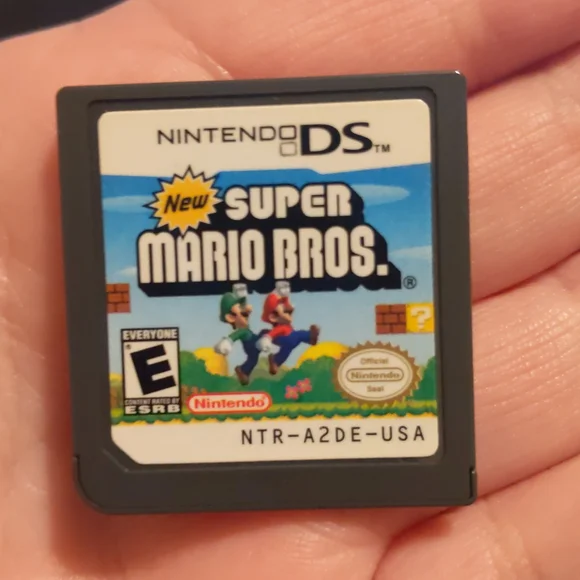 NINTENDO DS™
New SUPER
MARIO BROS.®
?
EVERYONE
E
CONTENT RATED BY
ESRB
Nintendo®
Official
Nintendo
Seal
NTR-A2DE-USA